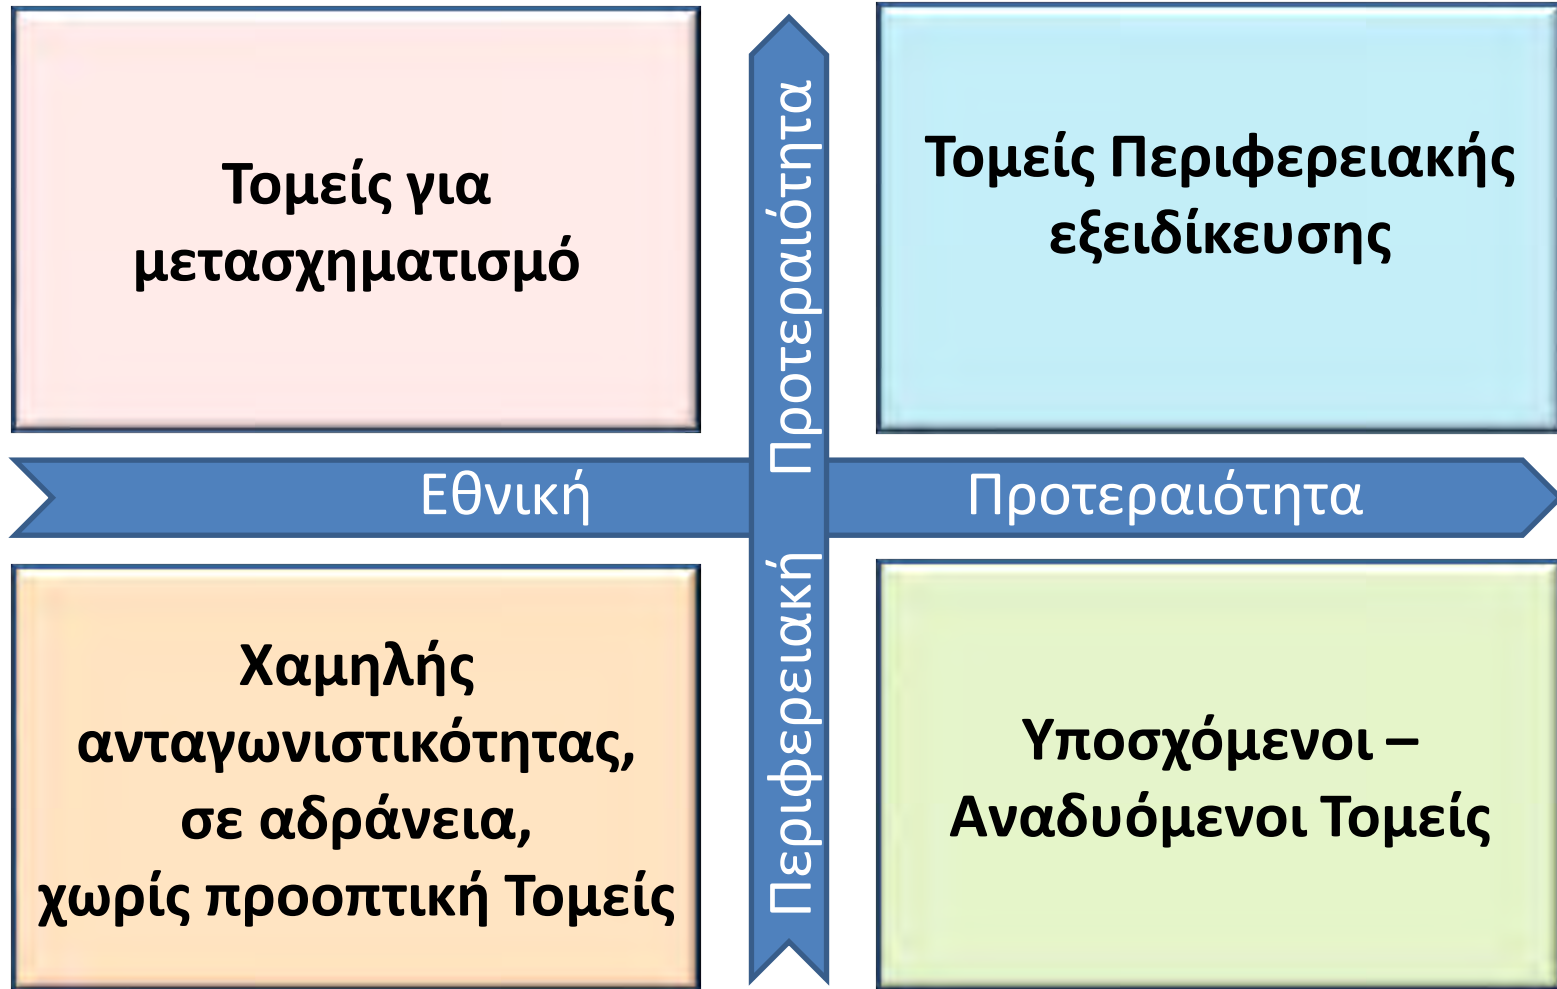 Τομείς για
μετασχηματισμό
Τομείς Περιφερειακής
εξειδίκευσης
Περιφερειακή Προτεραιότητα
Εθνική Προτεραιότητα
Χαμηλής
ανταγωνιστικότητας,
σε αδράνεια,
χωρίς προοπτική Τομείς
Υποσχόμενοι –
Αναδυόμενοι Τομείς